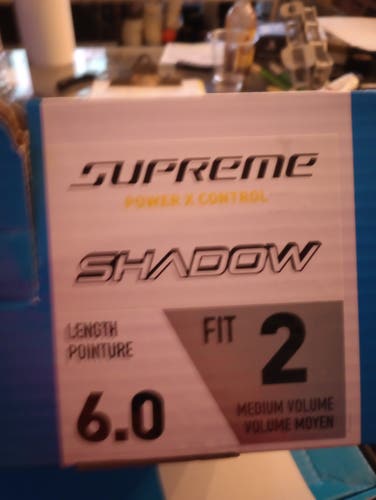 SUPREME
POWER X CONTROL
SHADOW
LENGTH
POINTURE
6.0
FIT 2
MEDIUM VOLUME
VOLUME MOYEN